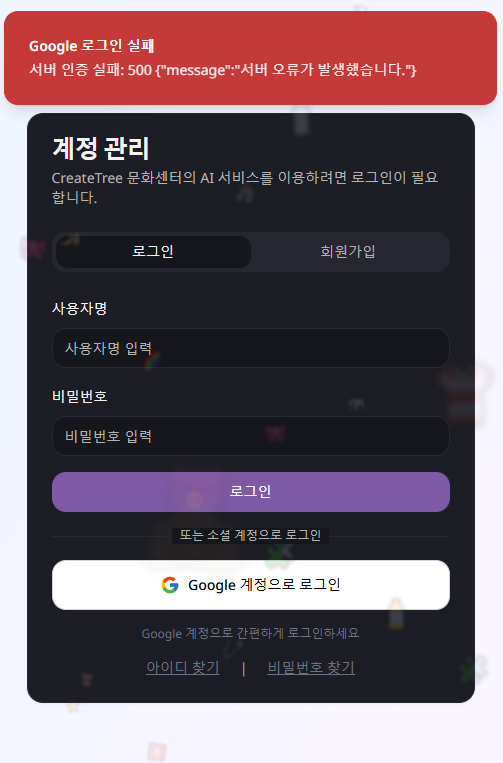 Google 로그인 실패
서버 인증 실패: 500 {"message":"서버 오류가 발생했습니다."}
계정 관리
CreateTree 문화센터의 AI 서비스를 이용하려면 로그인이 필요
합니다.
로그인 회원가입
사용자명
사용자명 입력
비밀번호
비밀번호 입력
로그인
또는 소셜 계정으로 로그인
Google 계정으로 로그인
Google 계정으로 간편하게 로그인하세요
아이디 찾기 | 비밀번호 찾기